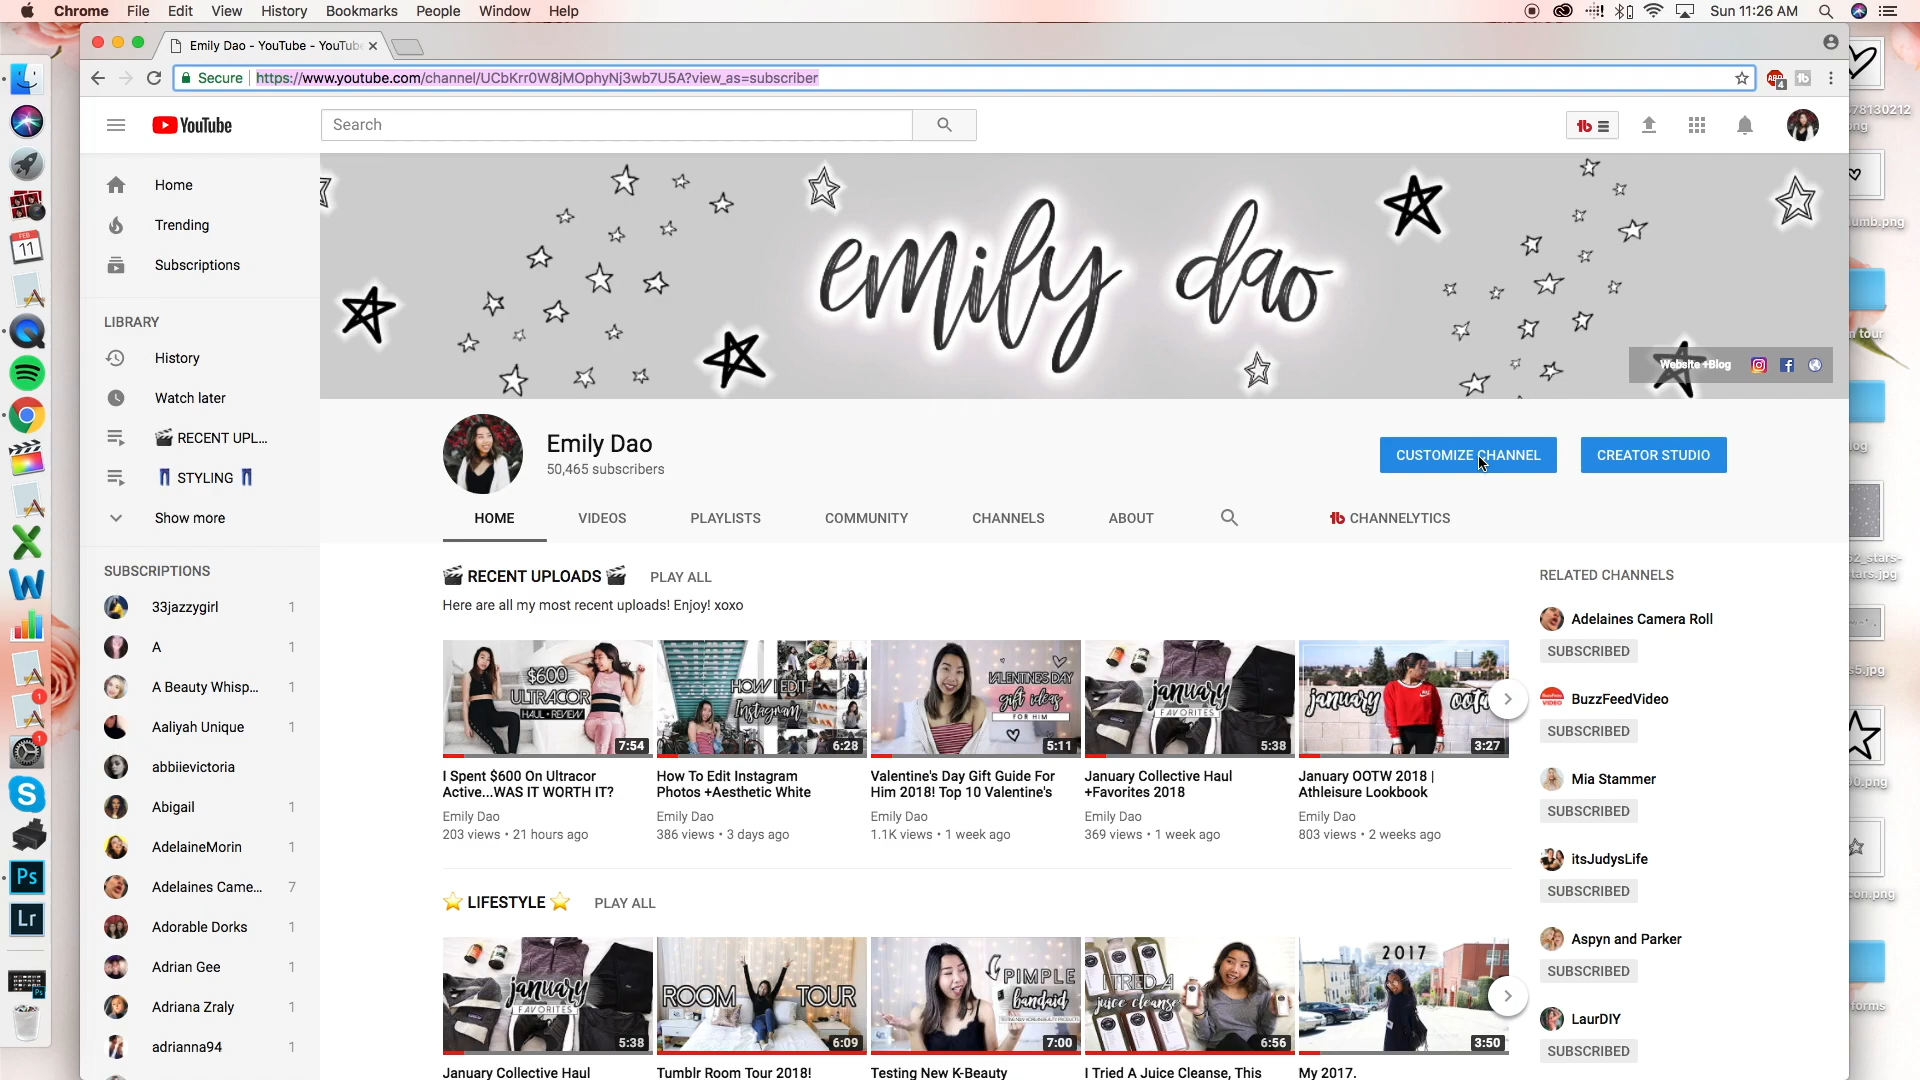 Chrome File Edit View History Bookmarks People Window Help
Sun 11:26 AM
Emily Dao - YouTube - YouTub
Secure https://www.youtube.com/channel/UCbKrr0W8jMOphyNj3wb7U5A?view_as=subscriber
YouTube
Search
Home
Trending
Subscriptions
LIBRARY
History
Watch later
RECENT UPL...
STYLING
Show more
SUBSCRIPTIONS
33jazzygirl 1
A 1
A Beauty Whisp... 1
Aaliyah Unique 1
abbiievictoria
Abigail 1
AdelaineMorin 1
Adelaines Came... 7
Adorable Dorks 1
Adrian Gee 1
Adriana Zraly 1
adrianna94 1
emily dao
Website +Blog
Emily Dao
50,465 subscribers
CUSTOMIZE CHANNEL
CREATOR STUDIO
HOME VIDEOS PLAYLISTS COMMUNITY CHANNELS ABOUT CHANNELYTICS
RECENT UPLOADS PLAY ALL
Here are all my most recent uploads! Enjoy! xoxo
$600
ULTRACOR
HAUL + REVIEW
7:54
HOW I EDIT
Instagram
6:28
VALENTINE'S DAY
gift ideas
FOR HIM
5:11
january
FAVORITES
5:38
january ootw
3:27
I Spent $600 On Ultracor
Active...WAS IT WORTH IT?
Emily Dao
203 views • 21 hours ago
How To Edit Instagram
Photos +Aesthetic White
Emily Dao
386 views • 3 days ago
Valentine's Day Gift Guide For
Him 2018! Top 10 Valentine's
Emily Dao
1.1K views • 1 week ago
January Collective Haul
+Favorites 2018
Emily Dao
369 views • 1 week ago
January OOTW 2018 |
Athleisure Lookbook
Emily Dao
803 views • 2 weeks ago
LIFESTYLE PLAY ALL
january
FAVORITES
5:38
ROOM TOUR
6:09
PIMPLE
bandaid
7:00
I TRIED A
juice cleanse
6:56
2017
3:50
January Collective Haul
Tumblr Room Tour 2018!
Testing New K-Beauty
I Tried A Juice Cleanse, This
My 2017.
RELATED CHANNELS
Adelaines Camera Roll
SUBSCRIBED
BuzzFeedVideo
SUBSCRIBED
Mia Stammer
SUBSCRIBED
itsJudysLife
SUBSCRIBED
Aspyn and Parker
SUBSCRIBED
LaurDIY
SUBSCRIBED
FEB
11
Ps
Lr